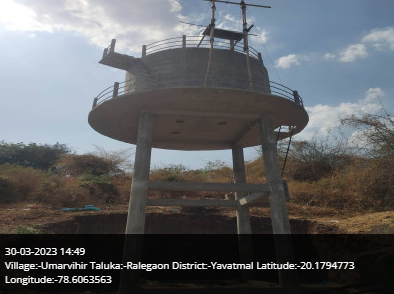 30-03-2023 14:49
Village:-Umarvihir Taluka:-Ralegaon District:-Yavatmal Latitude:-20.1794773
Longitude:-78.6063563